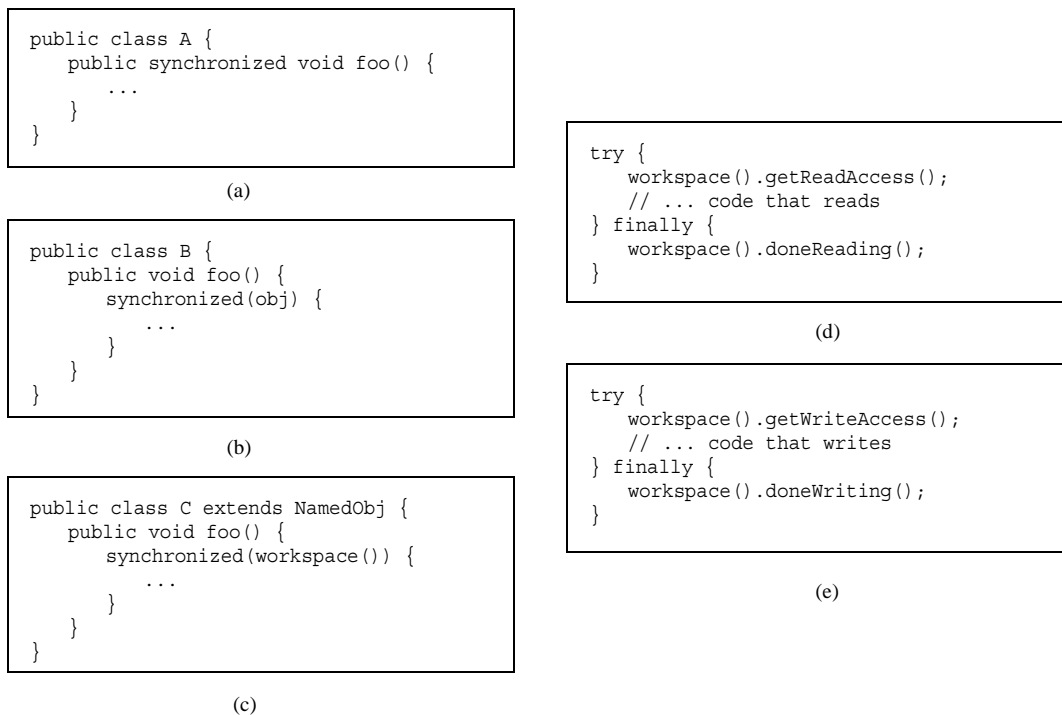 public class A {
public synchronized void foo() {
...
}
}
(a)
public class B {
public void foo() {
synchronized(obj) {
...
}
}
}
(b)
public class C extends NamedObj {
public void foo() {
synchronized(workspace()) {
...
}
}
}
(c)
try {
workspace().getReadAccess();
// ... code that reads
} finally {
workspace().doneReading();
}
(d)
try {
workspace().getWriteAccess();
// ... code that writes
} finally {
workspace().doneWriting();
}
(e)